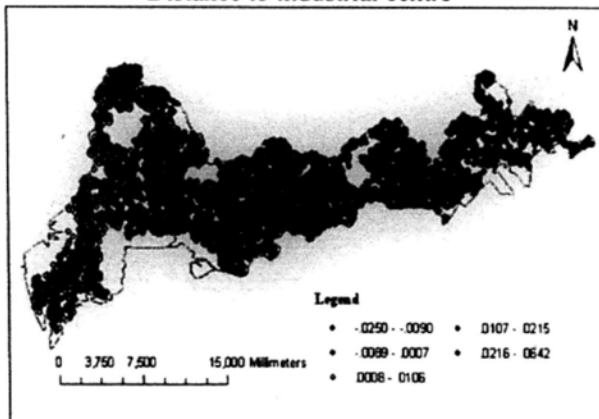 Distance to industrial centre
N
Legend
-.0250 - -.0090
-.0089 - .0007
.0008 - .0106
.0107 - .0215
.0216 - .0642
0 3,750 7,500 15,000 Millimeters